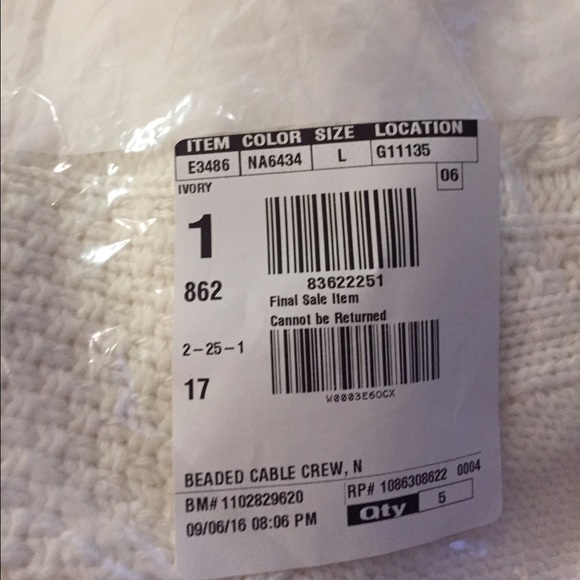 ITEM COLOR SIZE LOCATION
E3486 NA6434 L G11135
IVORY 06
1
83622251
862
Final Sale Item
Cannot be Returned
2-25-1
17
W0003E60CX
BEADED CABLE CREW, N
BM# 1102829620 RP# 1086308622 0004
09/06/16 08:06 PM Qty 5